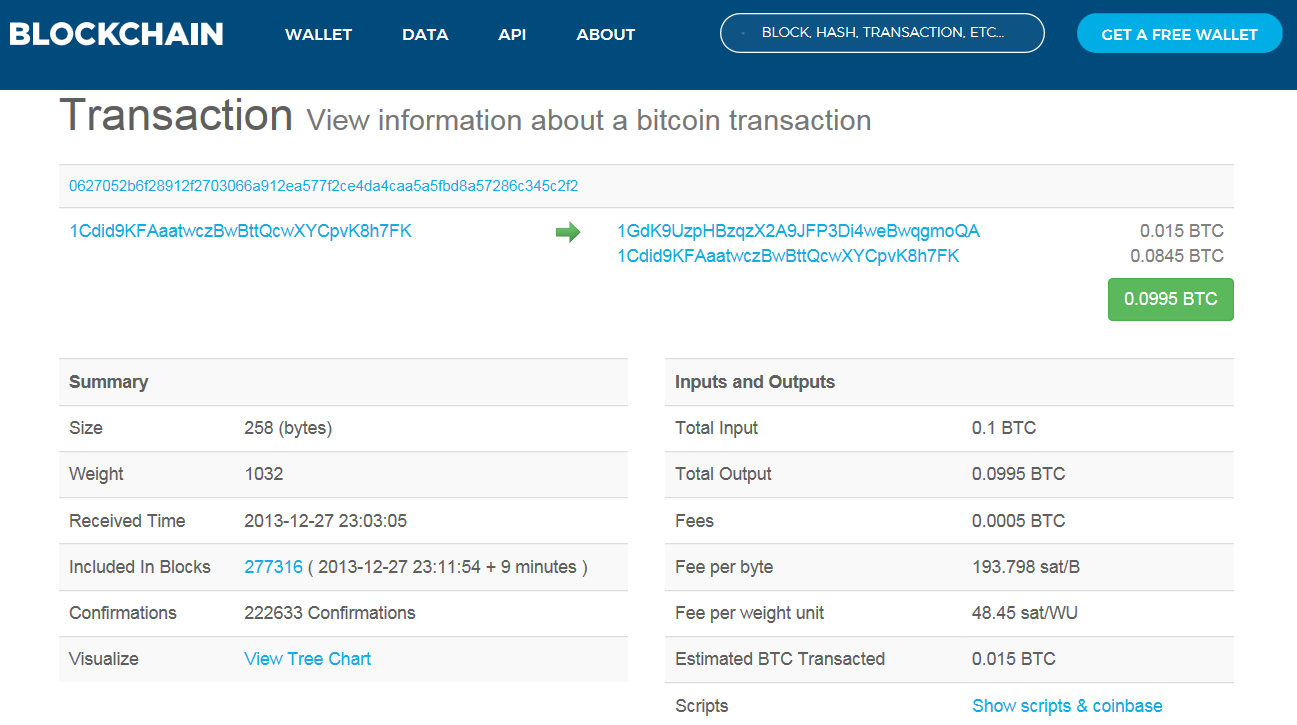 BLOCKCHAIN WALLET DATA API ABOUT BLOCK, HASH, TRANSACTION, ETC... GET A FREE WALLET
Transaction View information about a bitcoin transaction
0627052b6f28912f2703066a912ea577f2ce4da4caa5a5fbd8a57286c345c2f2
1Cdid9KFAaatwczBwBttQcwXYCpvK8h7FK 1GdK9UzpHBzqzX2A9JFP3Di4weBwqgmoQA 0.015 BTC
1Cdid9KFAaatwczBwBttQcwXYCpvK8h7FK 0.0845 BTC
0.0995 BTC
Summary
Size 258 (bytes)
Weight 1032
Received Time 2013-12-27 23:03:05
Included In Blocks 277316 ( 2013-12-27 23:11:54 + 9 minutes )
Confirmations 222633 Confirmations
Visualize View Tree Chart
Inputs and Outputs
Total Input 0.1 BTC
Total Output 0.0995 BTC
Fees 0.0005 BTC
Fee per byte 193.798 sat/B
Fee per weight unit 48.45 sat/WU
Estimated BTC Transacted 0.015 BTC
Scripts Show scripts & coinbase